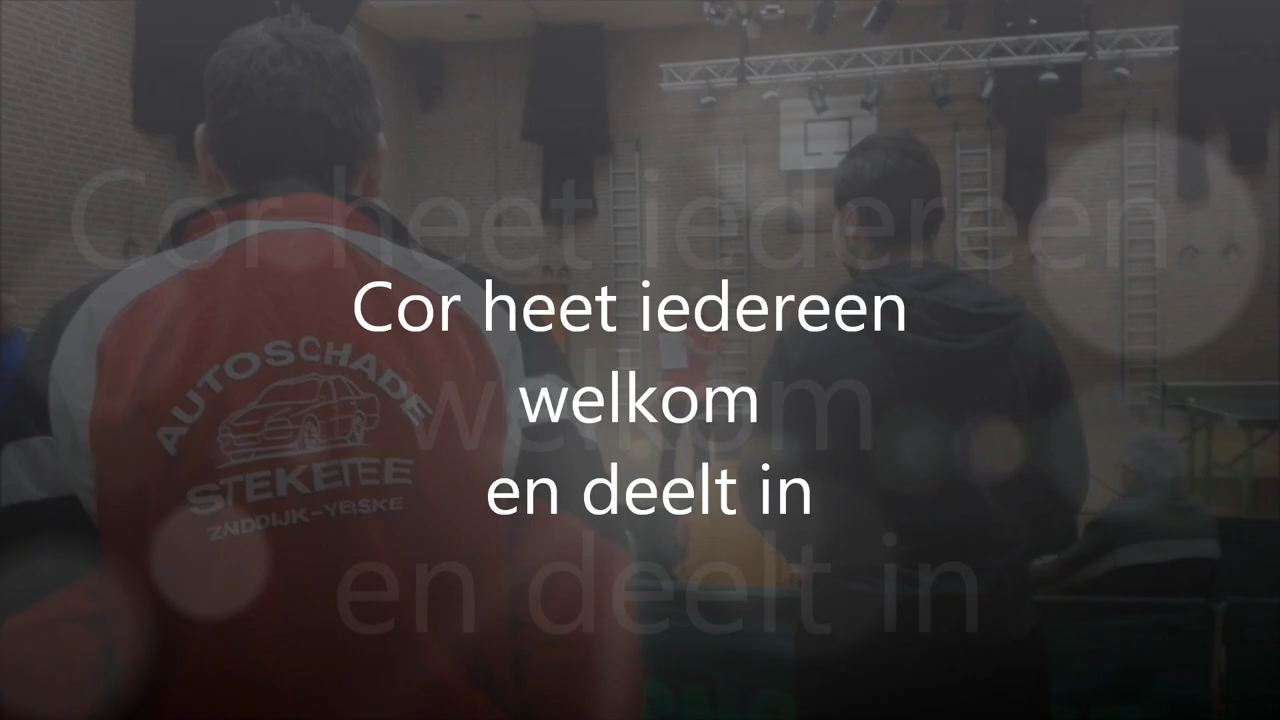 Cor heet iedereen
welkom
en deelt in
AUTOSCHADE
STEKETEE